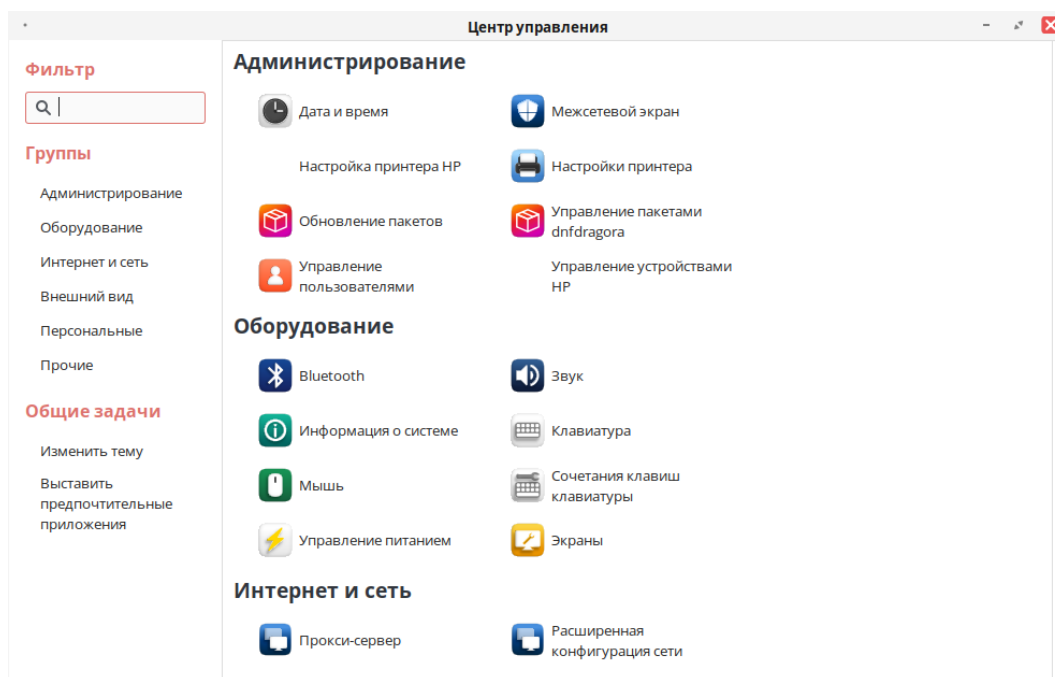 Центр управления
Фильтр
Группы
Администрирование
Оборудование
Интернет и сеть
Внешний вид
Персональные
Прочие
Общие задачи
Изменить тему
Выставить
предпочтительные
приложения
Администрирование
Дата и время
Межсетевой экран
Настройка принтера HP
Настройки принтера
Обновление пакетов
Управление пакетами
dnfdragora
Управление
пользователями
Управление устройствами
HP
Оборудование
Bluetooth
Звук
Информация о системе
Клавиатура
Мышь
Сочетания клавиш
клавиатуры
Управление питанием
Экраны
Интернет и сеть
Прокси-сервер
Расширенная
конфигурация сети